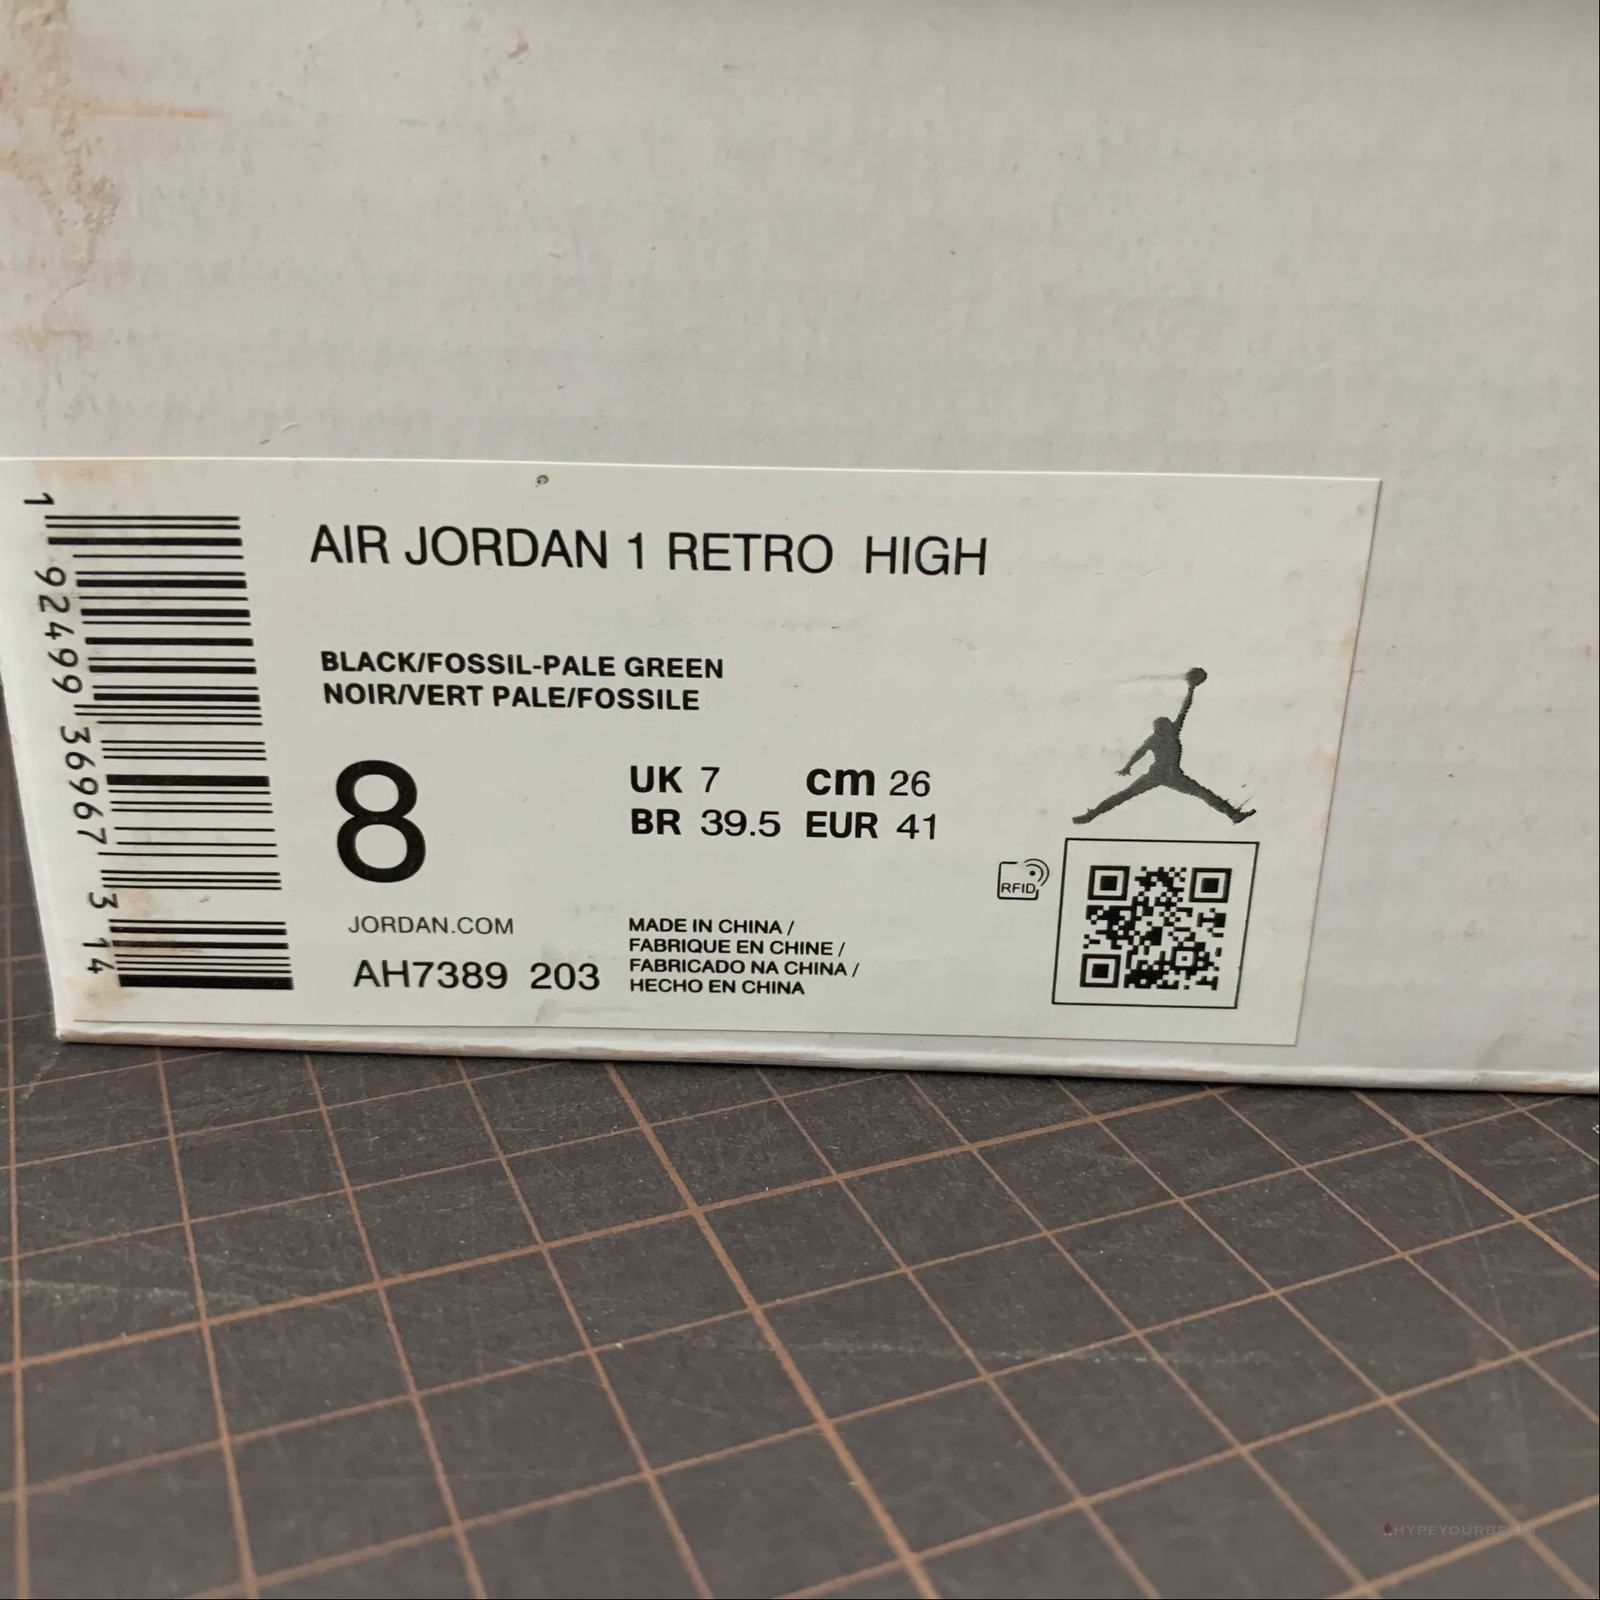 AIR JORDAN 1 RETRO HIGH
BLACK/FOSSIL-PALE GREEN
NOIR/VERT PALE/FOSSILE
8
UK 7 cm 26
BR 39.5 EUR 41
RFID
JORDAN.COM
AH7389 203
MADE IN CHINA /
FABRIQUE EN CHINE /
FABRICADO NA CHINA /
HECHO EN CHINA
1 92499 36967 3 14